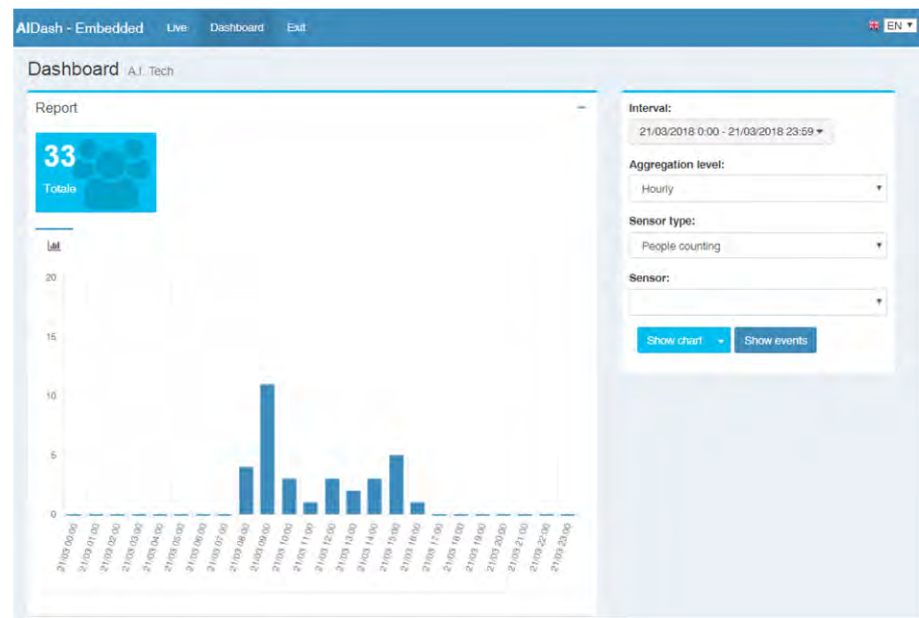 AIDash - Embedded Live Dashboard Exit EN
Dashboard A.I. Tech
Report
33
Totale
20
15
10
5
0
21/03 00:00
21/03 01:00
21/03 02:00
21/03 03:00
21/03 04:00
21/03 05:00
21/03 06:00
21/03 07:00
21/03 08:00
21/03 09:00
21/03 10:00
21/03 11:00
21/03 12:00
21/03 13:00
21/03 14:00
21/03 15:00
21/03 16:00
21/03 17:00
21/03 18:00
21/03 19:00
21/03 20:00
21/03 21:00
21/03 22:00
21/03 23:00
Interval:
21/03/2018 0:00 - 21/03/2018 23:59
Aggregation level:
Hourly
Sensor type:
People counting
Sensor:
Show chart Show events